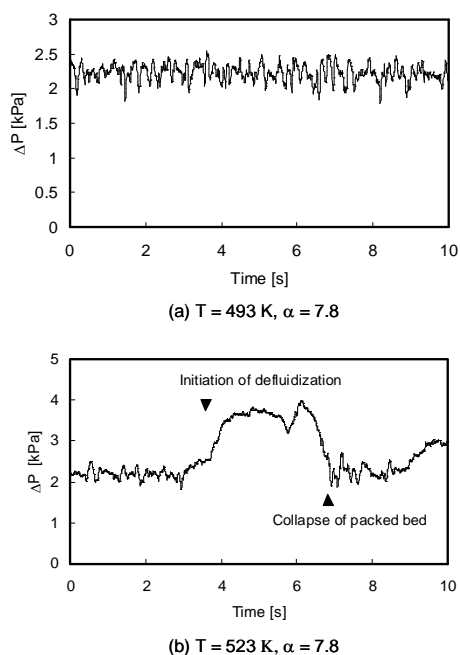 3
2.5
2
1.5
1
0.5
0
ΔP [kPa]
0 2 4 6 8 10
Time [s]
(a) T = 493 K, α = 7.8
5
4
3
2
1
0
ΔP [kPa]
Initiation of defluidization
Collapse of packed bed
0 2 4 6 8 10
Time [s]
(b) T = 523 K, α = 7.8